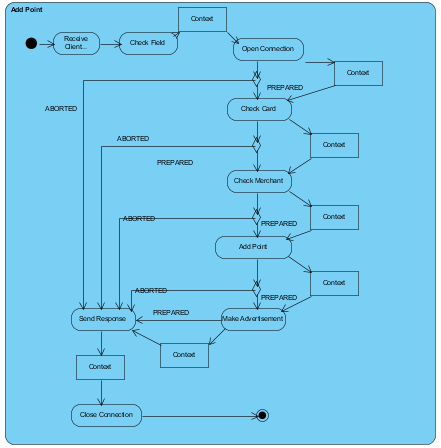 Add Point
Context
Receive
Client...
Check Field
Open Connection
Context
PREPARED
ABORTED
Check Card
ABORTED
Context
PREPARED
Check Merchant
ABORTED
Context
PREPARED
Add Point
Context
ABORTED
PREPARED
PREPARED
Send Response
Make Advertisement
Context
Context
Close Connection